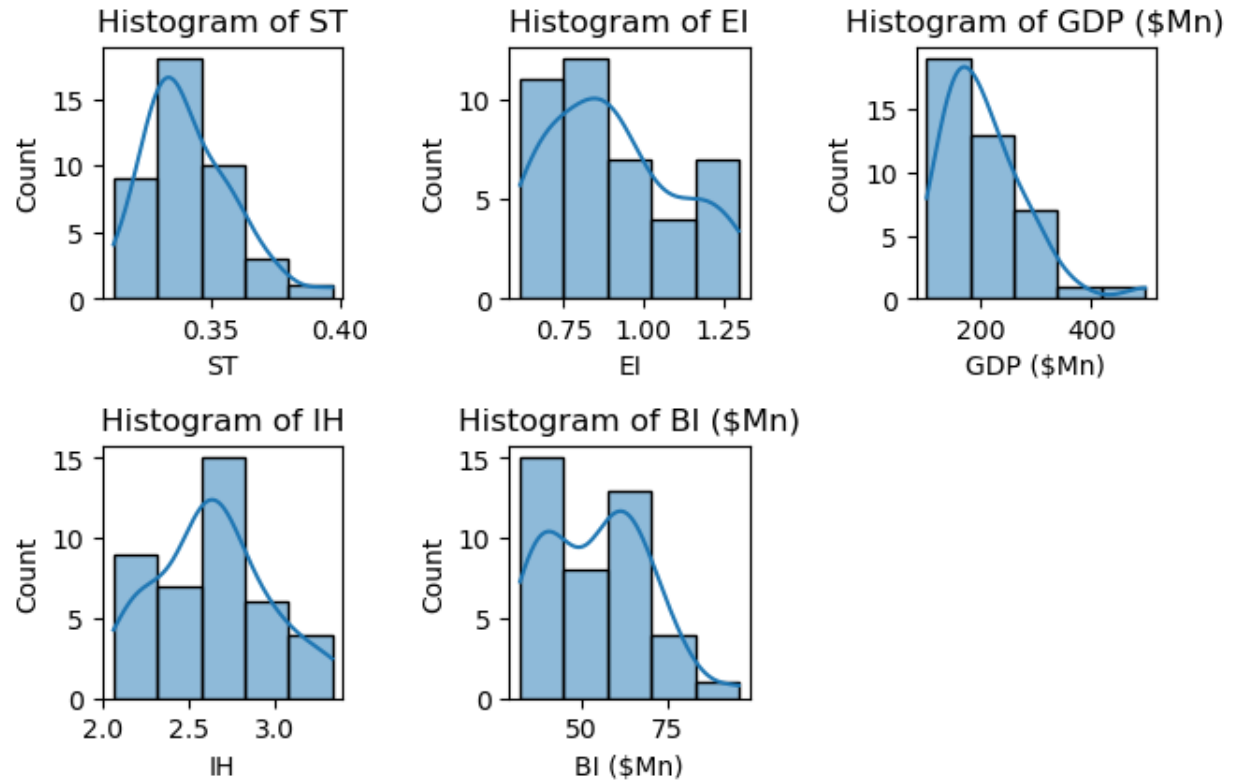 Histogram of ST
Histogram of EI
Histogram of GDP ($Mn)
Count
15
10
5
0
0.35
0.40
ST
Count
10
5
0
0.75
1.00
1.25
EI
Count
15
10
5
0
200
400
GDP ($Mn)
Histogram of IH
Histogram of BI ($Mn)
Count
15
10
5
0
2.0
2.5
3.0
IH
Count
15
10
5
0
50
75
BI ($Mn)